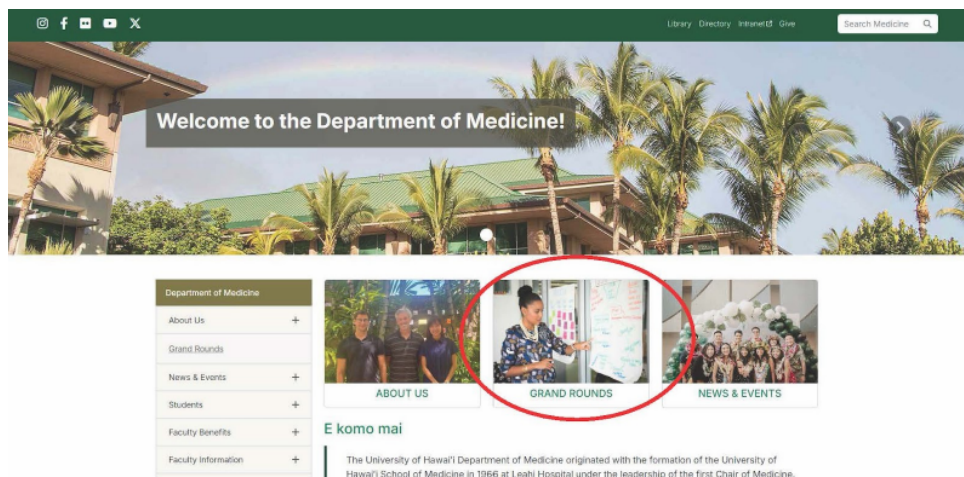 Library Directory Intranet Give
Search Medicine
Welcome to the Department of Medicine!
Department of Medicine
About Us
Grand Rounds
News & Events
Students
Faculty Benefits
Faculty Information
ABOUT US
GRAND ROUNDS
NEWS & EVENTS
E komo mai
The University of Hawai'i Department of Medicine originated with the formation of the University of
Hawai'i School of Medicine in 1966 at Leahi Hospital under the leadership of the first Chair of Medicine,